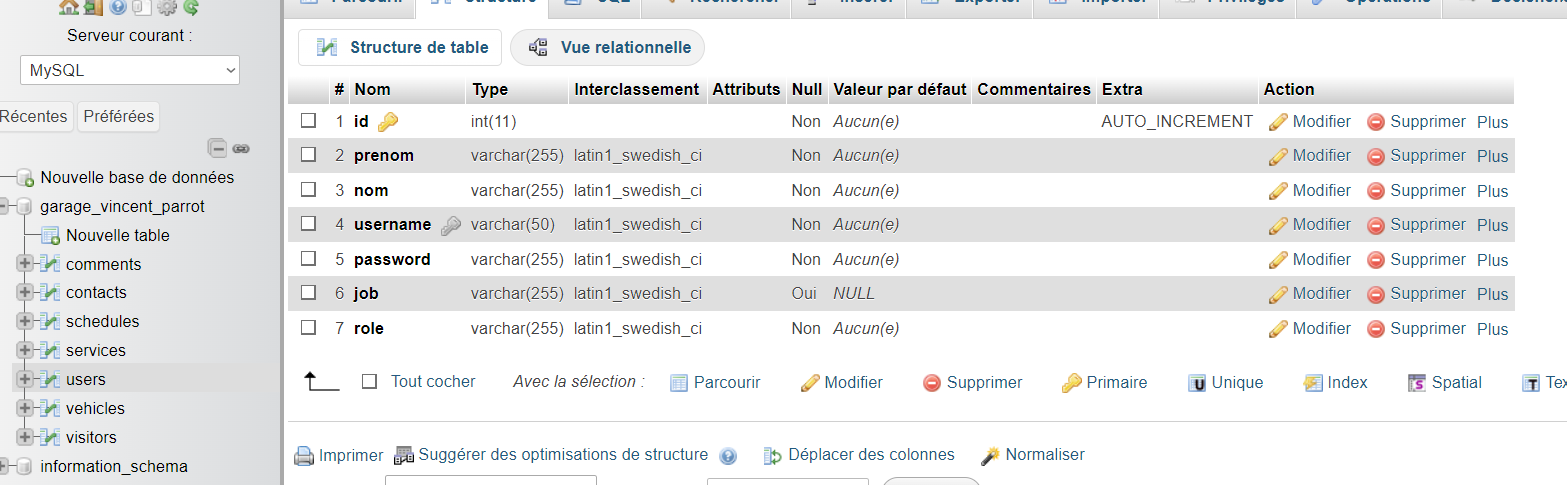 Parcourir Structure SQL Rechercher Insérer Exporter Importer Privilèges Opérations
Serveur courant :
MySQL
Récentes Préférées
Nouvelle base de données
garage_vincent_parrot
Nouvelle table
comments
contacts
schedules
services
users
vehicles
visitors
information_schema
Structure de table Vue relationnelle
# Nom Type Interclassement Attributs Null Valeur par défaut Commentaires Extra Action
1 id int(11) Non Aucun(e) AUTO_INCREMENT Modifier Supprimer Plus
2 prenom varchar(255) latin1_swedish_ci Non Aucun(e) Modifier Supprimer Plus
3 nom varchar(255) latin1_swedish_ci Non Aucun(e) Modifier Supprimer Plus
4 username varchar(50) latin1_swedish_ci Non Aucun(e) Modifier Supprimer Plus
5 password varchar(255) latin1_swedish_ci Non Aucun(e) Modifier Supprimer Plus
6 job varchar(255) latin1_swedish_ci Oui NULL Modifier Supprimer Plus
7 role varchar(255) latin1_swedish_ci Non Aucun(e) Modifier Supprimer Plus
Tout cocher Avec la sélection : Parcourir Modifier Supprimer Primaire Unique Index Spatial Tex
Imprimer Suggérer des optimisations de structure Déplacer des colonnes Normaliser